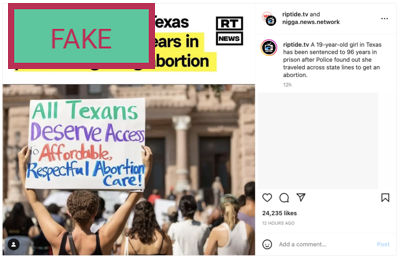 FAKE
Texas
ears in
bortion
RT
NEWS
All Texans
Deserve Access
to Affordable,
Respectful Abortion
Care!
riptide.tv and
nigga.news.network
riptide.tv A 19-year-old girl in Texas
has been sentenced to 96 years in
prison after Police found out she
traveled across state lines to get an
abortion.
12h
24,235 likes
12 HOURS AGO
Add a comment...
Post